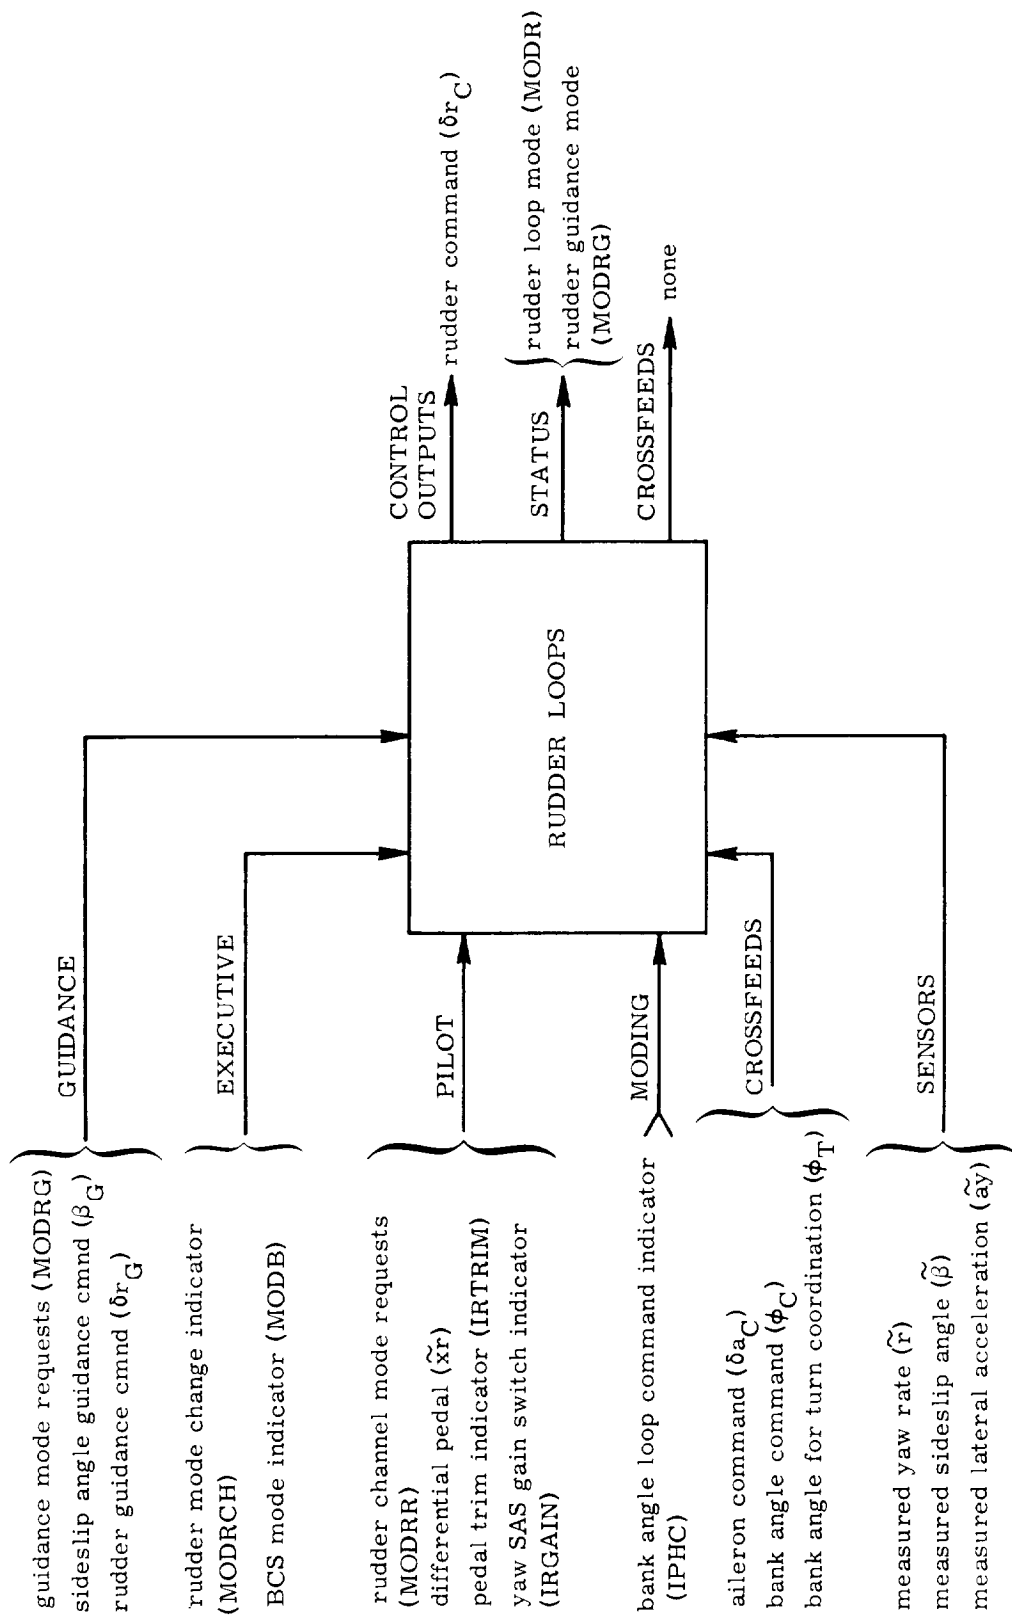 guidance mode requests (MODRG)
sideslip angle guidance cmnd (β_G)
rudder guidance cmnd (δr_G)
GUIDANCE
rudder mode change indicator
(MODRCH)
BCS mode indicator (MODB)
EXECUTIVE
rudder channel mode requests
(MODRR)
differential pedal (x̃r)
pedal trim indicator (IRTRIM)
yaw SAS gain switch indicator
(IRGAIN)
PILOT
bank angle loop command indicator
(IPHC)
MODING
aileron command (δa_C)
bank angle command (ϕ_C)
bank angle for turn coordination (ϕ_T)
CROSSFEEDS
measured yaw rate (r̃)
measured sideslip angle (β̃)
measured lateral acceleration (ãy)
SENSORS
RUDDER LOOPS
CONTROL
OUTPUTS
rudder command (δr_C)
STATUS
rudder loop mode (MODR)
rudder guidance mode
(MODRG)
CROSSFEEDS
none